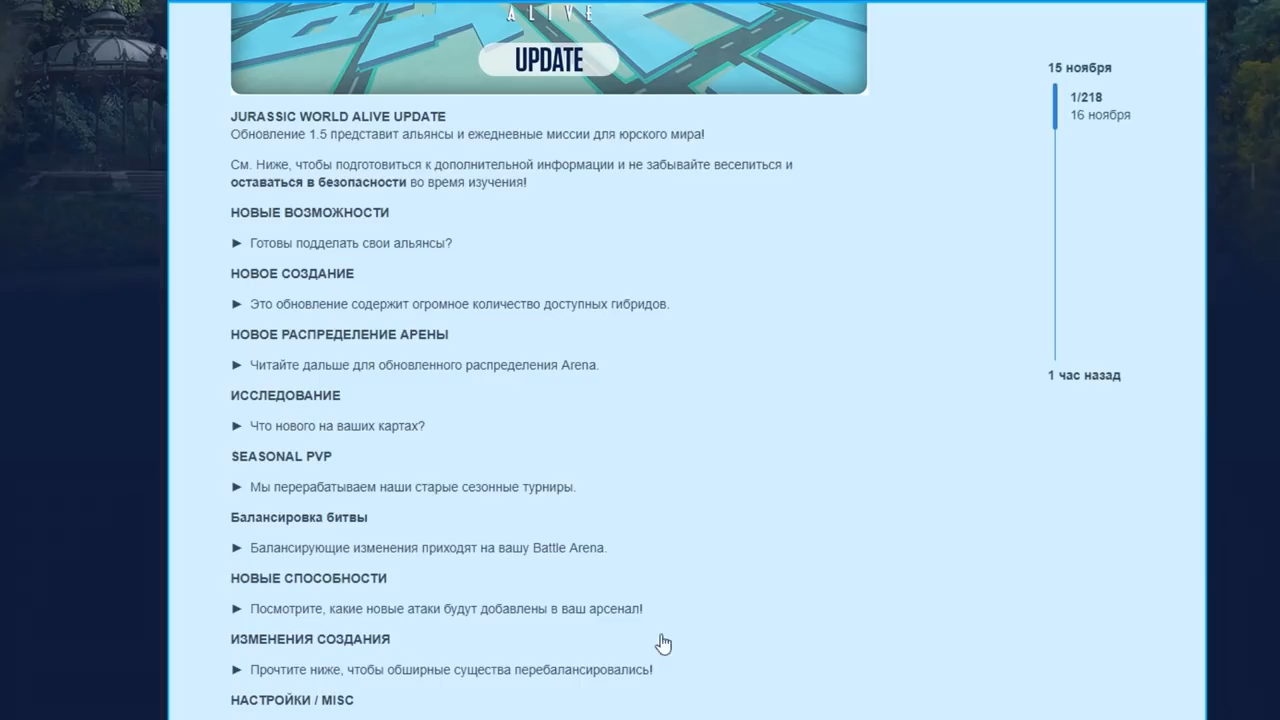 ALIVE
UPDATE
15 ноября
1/218
16 ноября
1 час назад
JURASSIC WORLD ALIVE UPDATE
Обновление 1.5 представит альянсы и ежедневные миссии для юрского мира!
См. Ниже, чтобы подготовиться к дополнительной информации и не забывайте веселиться и
оставаться в безопасности во время изучения!
НОВЫЕ ВОЗМОЖНОСТИ
► Готовы подделать свои альянсы?
НОВОЕ СОЗДАНИЕ
► Это обновление содержит огромное количество доступных гибридов.
НОВОЕ РАСПРЕДЕЛЕНИЕ АРЕНЫ
► Читайте дальше для обновленного распределения Arena.
ИССЛЕДОВАНИЕ
► Что нового на ваших картах?
SEASONAL PVP
► Мы перерабатываем наши старые сезонные турниры.
Балансировка битвы
► Балансирующие изменения приходят на вашу Battle Arena.
НОВЫЕ СПОСОБНОСТИ
► Посмотрите, какие новые атаки будут добавлены в ваш арсенал!
ИЗМЕНЕНИЯ СОЗДАНИЯ
► Прочтите ниже, чтобы обширные существа перебалансировались!
НАСТРОЙКИ / MISC